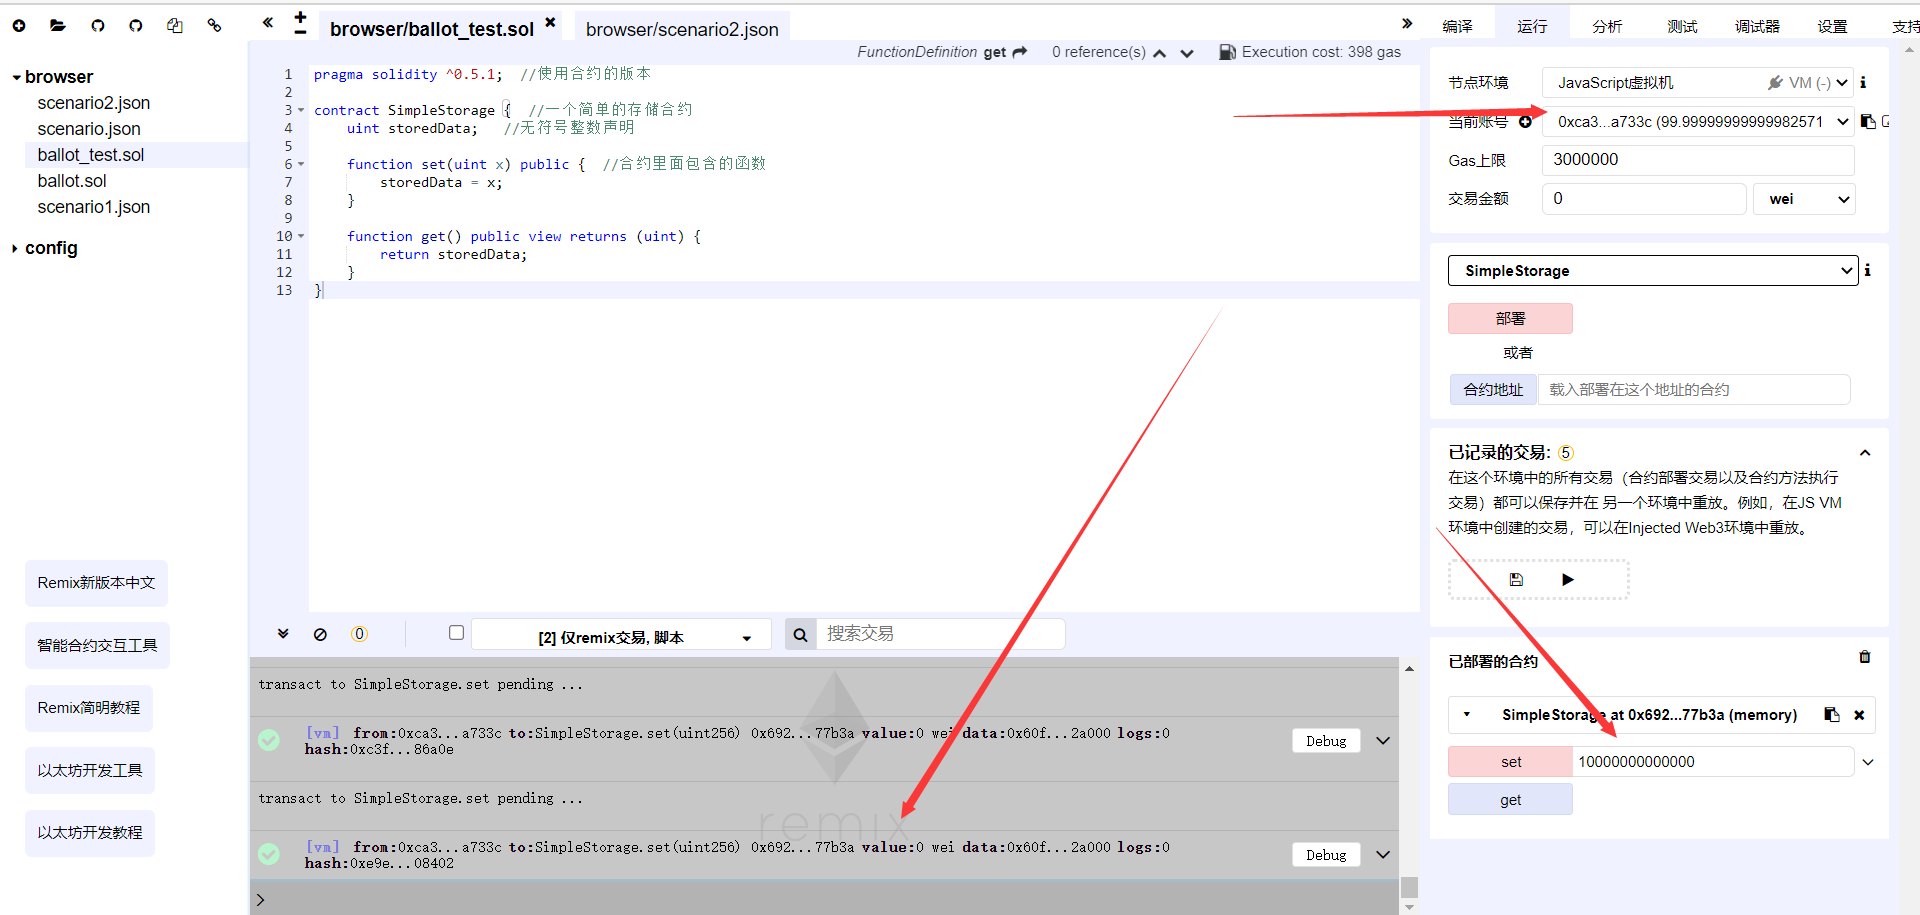 browser
scenario2.json
scenario.json
ballot_test.sol
ballot.sol
scenario1.json
config
Remix新版本中文
智能合约交互工具
Remix简明教程
以太坊开发工具
以太坊开发教程
browser/ballot_test.sol
browser/scenario2.json
FunctionDefinition get 0 reference(s) Execution cost: 398 gas
1 pragma solidity ^0.5.1; //使用合约的版本
2
3 contract SimpleStorage { //一个简单的存储合约
4 uint storedData; //无符号整数声明
5
6 function set(uint x) public { //合约里面包含的函数
7 storedData = x;
8 }
9
10 function get() public view returns (uint) {
11 return storedData;
12 }
13 }
0 [2] 仅remix交易, 脚本 搜索交易
transact to SimpleStorage.set pending ...
[vm] from:0xca3...a733c to:SimpleStorage.set(uint256) 0x692...77b3a value:0 wei data:0x60f...2a000 logs:0
hash:0xc3f...86a0e
Debug
transact to SimpleStorage.set pending ...
remix
[vm] from:0xca3...a733c to:SimpleStorage.set(uint256) 0x692...77b3a value:0 wei data:0x60f...2a000 logs:0
hash:0xe9e...08402
Debug
>
编译 运行 分析 测试 调试器 设置 支持
节点环境 JavaScript虚拟机 VM (-)
当前账号 0xca3...a733c (99.99999999999982571
Gas上限 3000000
交易金额 0 wei
SimpleStorage
部署
或者
合约地址 载入部署在这个地址的合约
已记录的交易: 5
在这个环境中的所有交易（合约部署交易以及合约方法执行
交易）都可以保存并在 另一个环境中重放。例如，在JS VM
环境中创建的交易，可以在Injected Web3环境中重放。
已部署的合约
SimpleStorage at 0x692...77b3a (memory)
set 10000000000000
get